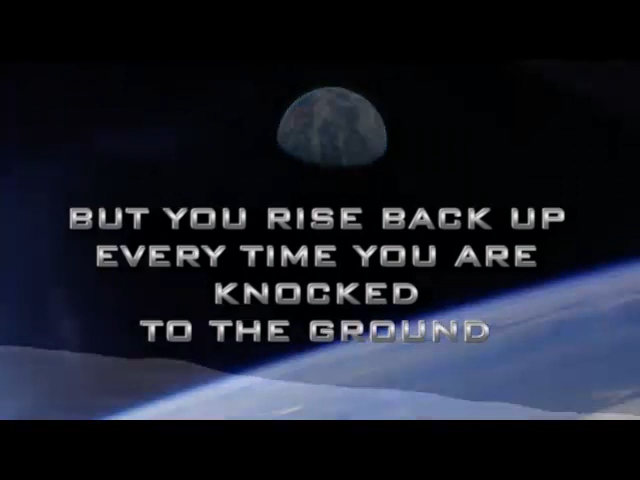 BUT YOU RISE BACK UP
EVERY TIME YOU ARE
KNOCKED
TO THE GROUND